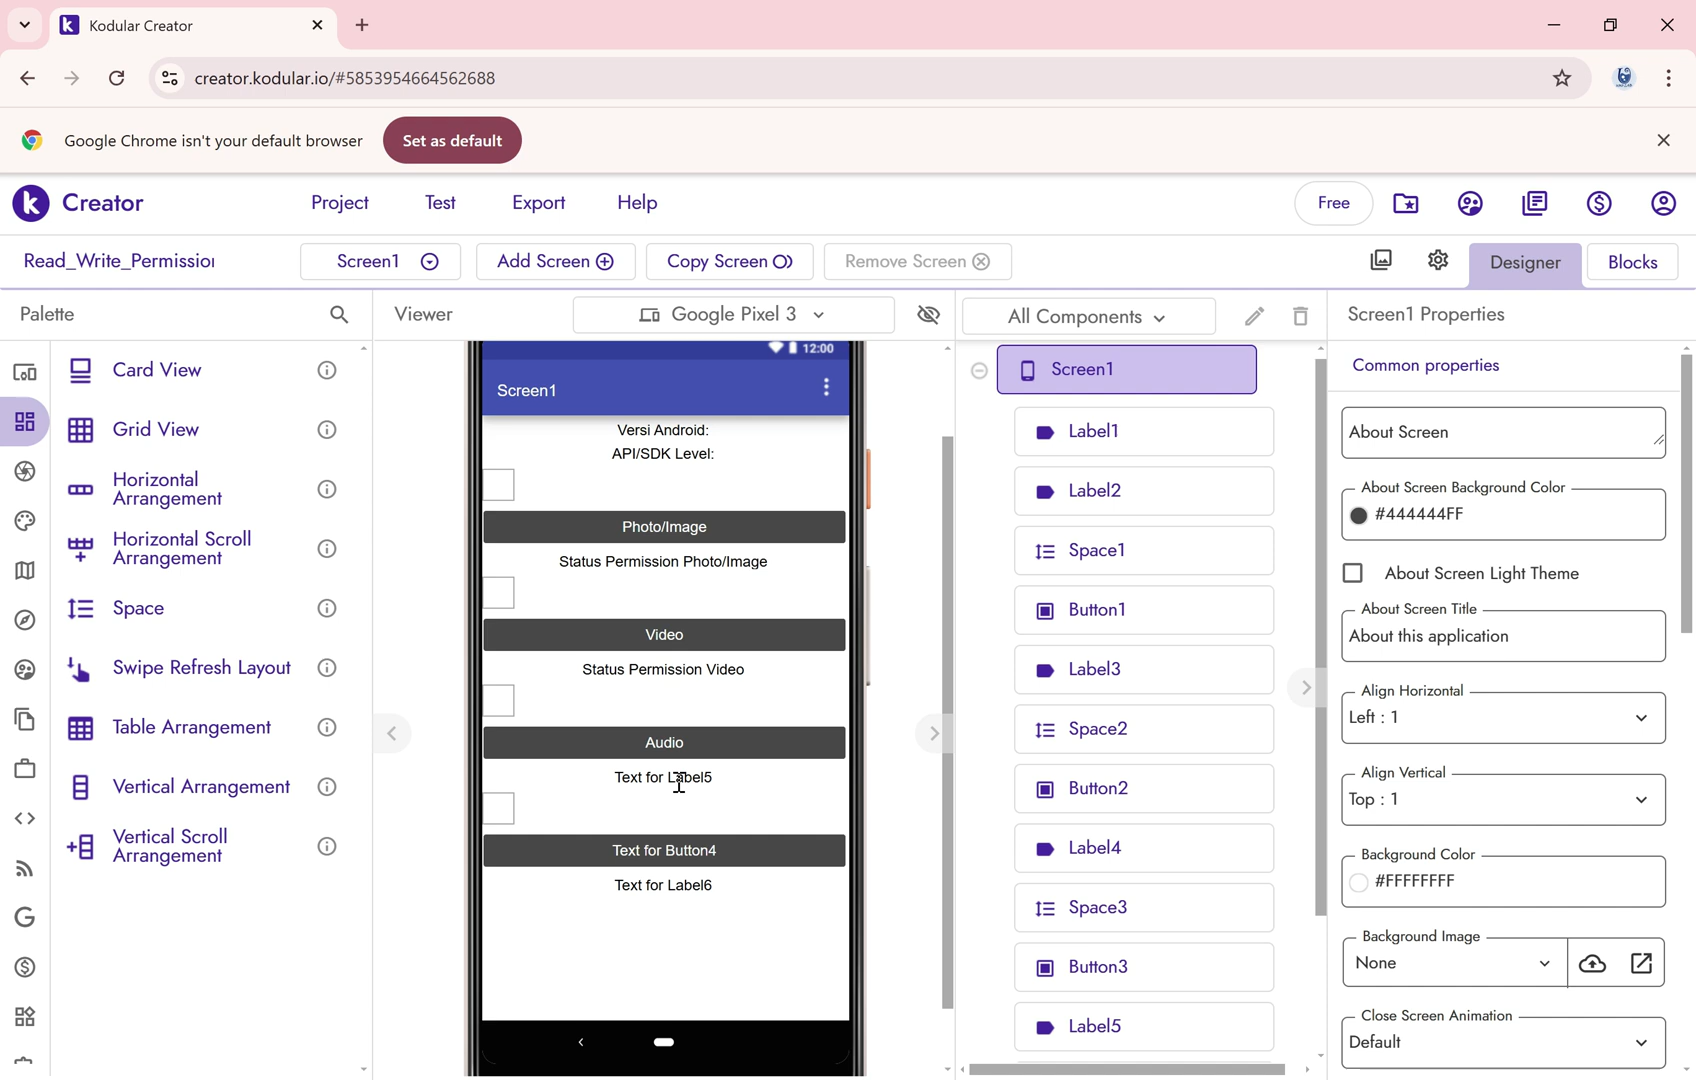 Kodular Creator
creator.kodular.io/#5853954664562688
Google Chrome isn't your default browser
Set as default
Creator
Project
Test
Export
Help
Free
Read_Write_Permission
Screen1
Add Screen
Copy Screen
Remove Screen
Designer
Blocks
Palette
Viewer
Google Pixel 3
All Components
Screen1 Properties
Card View
Grid View
Horizontal
Arrangement
Horizontal Scroll
Arrangement
Space
Swipe Refresh Layout
Table Arrangement
Vertical Arrangement
Vertical Scroll
Arrangement
12:00
Screen1
Versi Android:
API/SDK Level:
Photo/Image
Status Permission Photo/Image
Video
Status Permission Video
Audio
Text for Label5
Text for Button4
Text for Label6
Screen1
Label1
Label2
Space1
Button1
Label3
Space2
Button2
Label4
Space3
Button3
Label5
Common properties
About Screen
About Screen Background Color
#444444FF
About Screen Light Theme
About Screen Title
About this application
Align Horizontal
Left : 1
Align Vertical
Top : 1
Background Color
#FFFFFFFF
Background Image
None
Close Screen Animation
Default